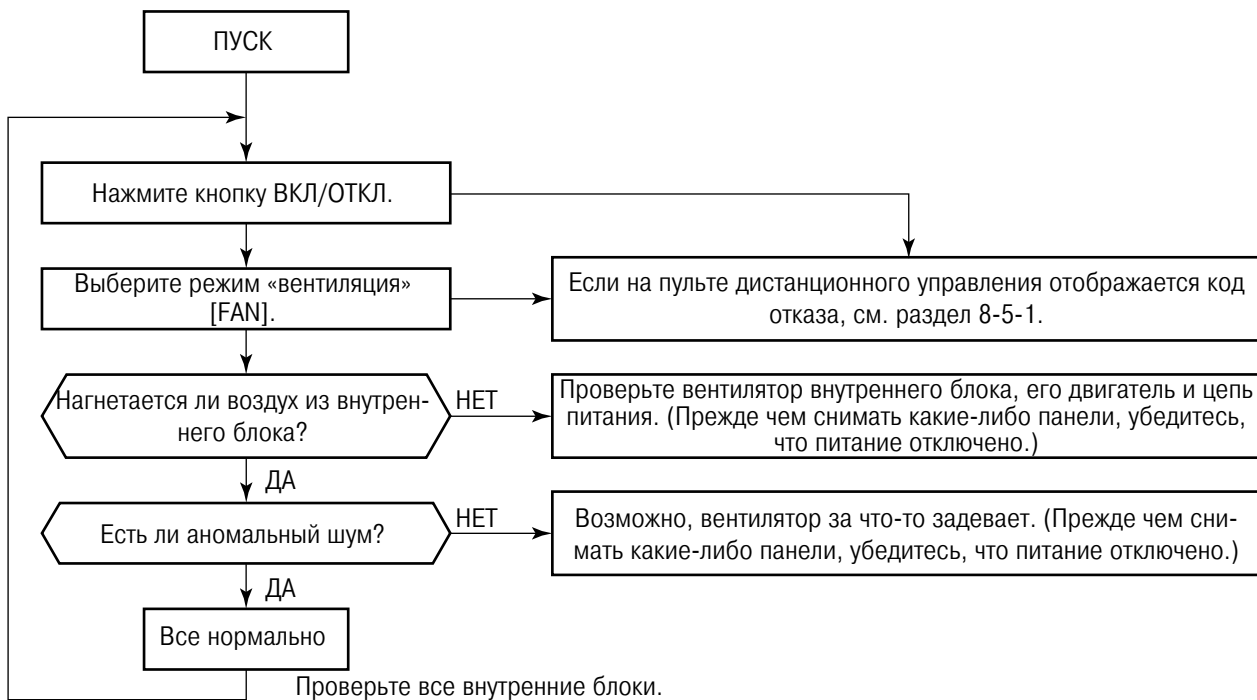 ПУСК
Нажмите кнопку ВКЛ/ОТКЛ.
Выберите режим «вентиляция»
[FAN].
Если на пульте дистанционного управления отображается код
отказа, см. раздел 8-5-1.
Нагнетается ли воздух из внутрен-
него блока?
НЕТ
Проверьте вентилятор внутреннего блока, его двигатель и цепь
питания. (Прежде чем снимать какие-либо панели, убедитесь,
что питание отключено.)
ДА
Есть ли аномальный шум?
НЕТ
Возможно, вентилятор за что-то задевает. (Прежде чем сни-
мать какие-либо панели, убедитесь, что питание отключено.)
ДА
Все нормально
Проверьте все внутренние блоки.